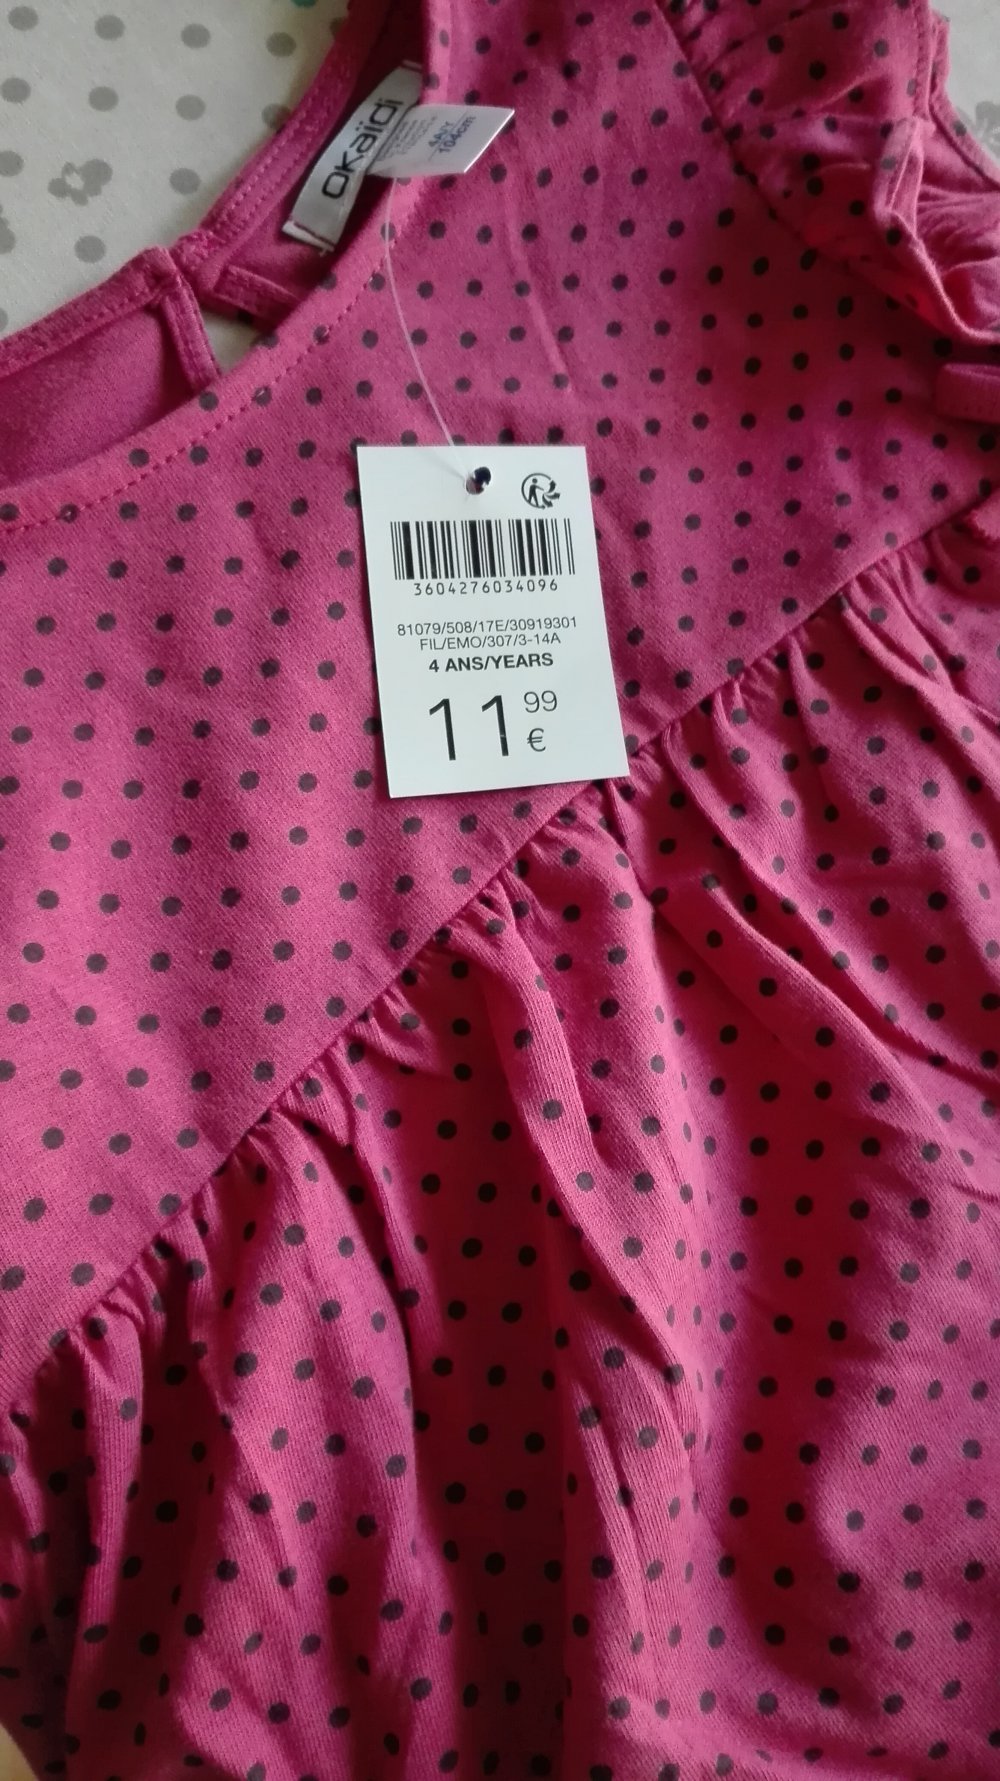 okaïdi
4A/Y
104cm
3604276034096
81079/508/17E/30919301
FIL/EMO/307/3-14A
4 ANS/YEARS
11 99
€